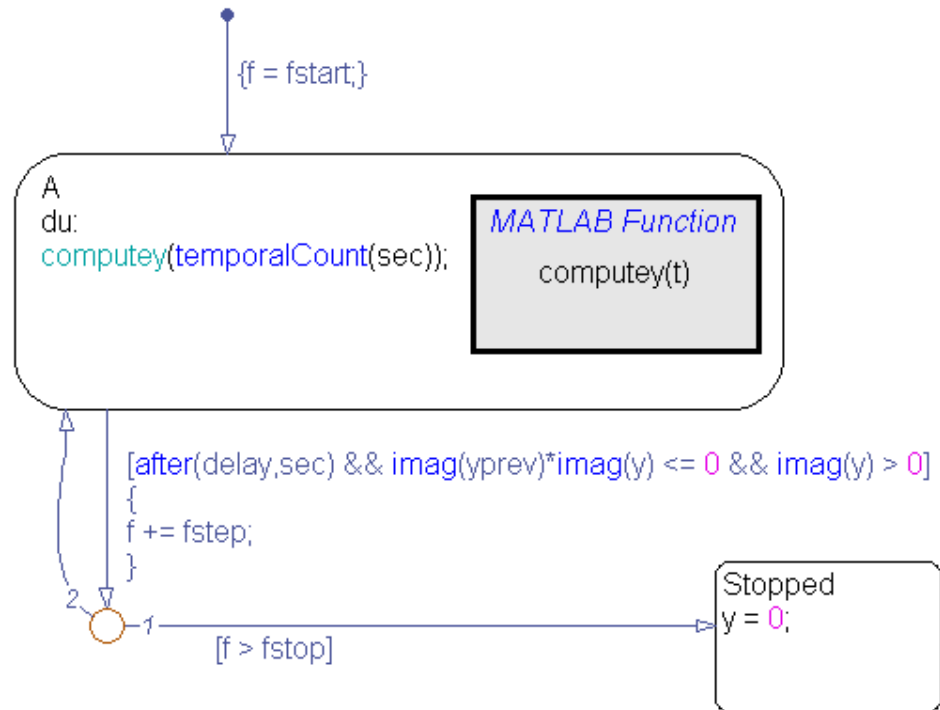 {f = fstart;}
A
du:
computey(temporalCount(sec));
MATLAB Function
computey(t)
[after(delay,sec) && imag(yprev)*imag(y) <= 0 && imag(y) > 0]
{
f += fstep;
}
2
1
[f > fstop]
Stopped
y = 0;